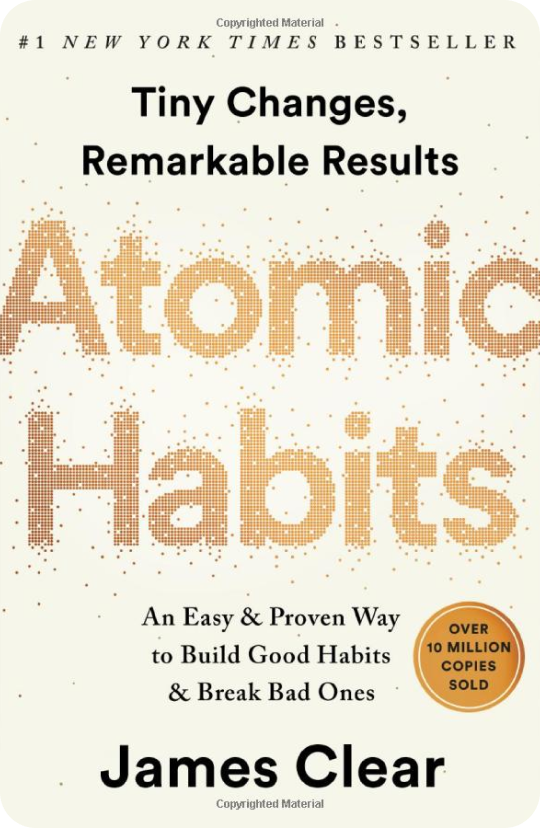 Copyrighted Material
#1 NEW YORK TIMES BESTSELLER
Tiny Changes,
Remarkable Results
Atomic
Habits
An Easy & Proven Way
to Build Good Habits
& Break Bad Ones
OVER
10 MILLION
COPIES
SOLD
James Clear
Copyrighted Material